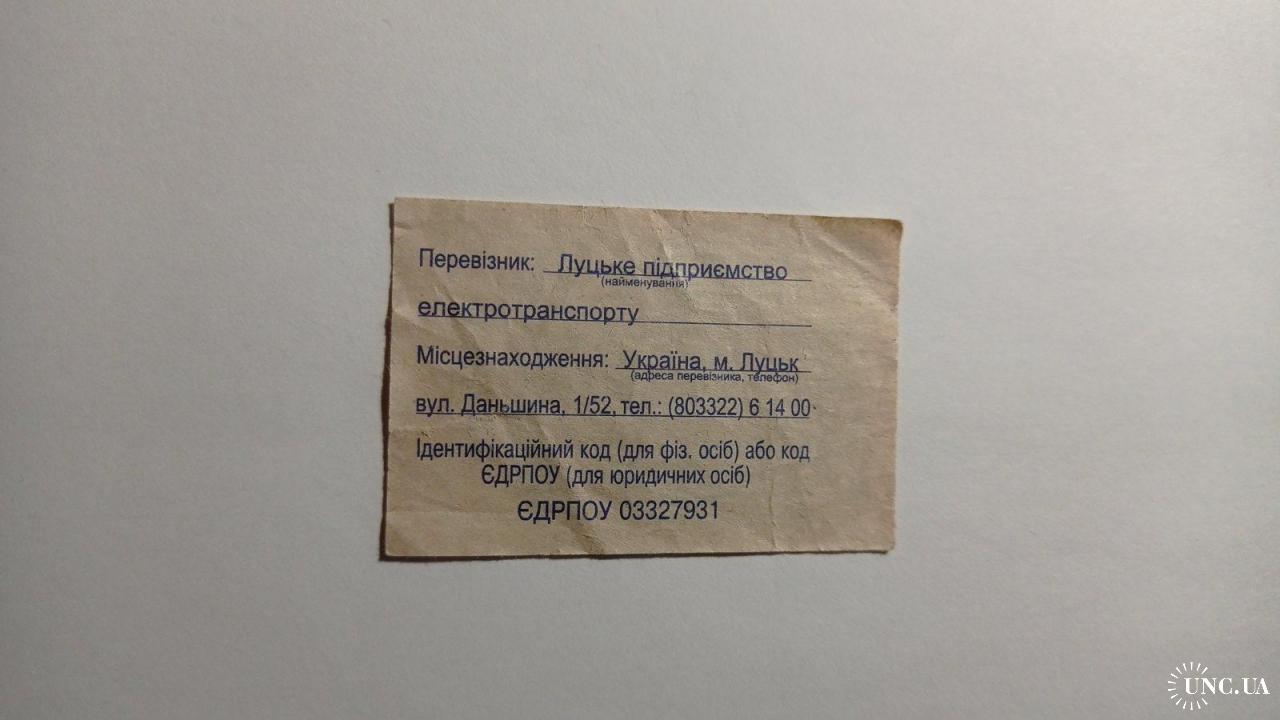 Перевізник: Луцьке підприємство
(найменування)
електротранспорту
Місцезнаходження: Україна, м. Луцьк
(адреса перевізника, телефон)
вул. Даньшина, 1/52, тел.: (803322) 6 14 00
Ідентифікаційний код (для фіз. осіб) або код
ЄДРПОУ (для юридичних осіб)
ЄДРПОУ 03327931
UNC.UA